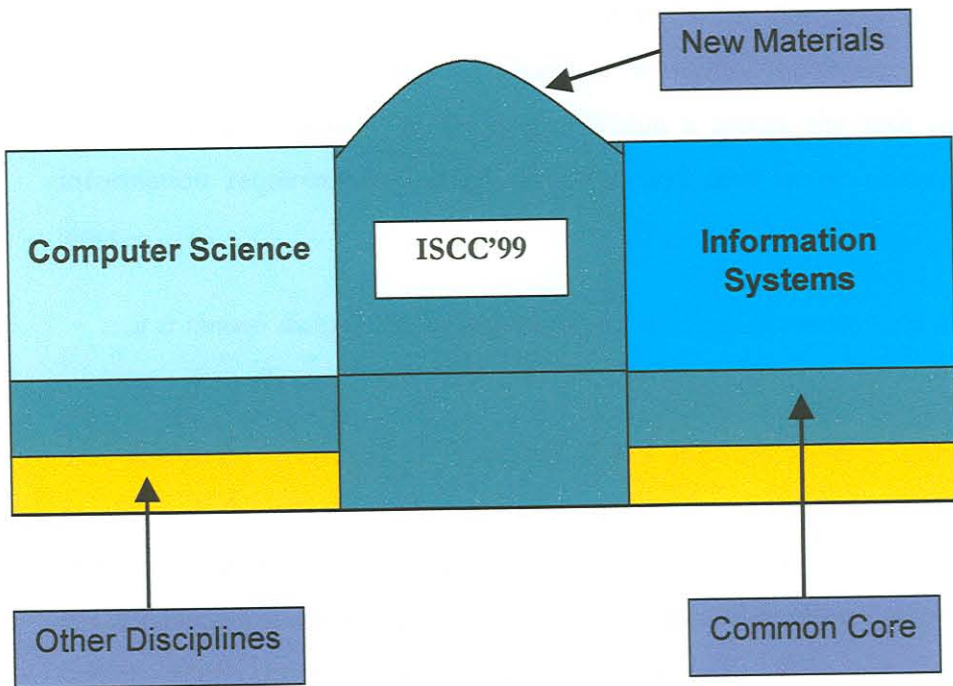 New Materials
Computer Science
ISCC'99
Information
Systems
Other Disciplines
Common Core